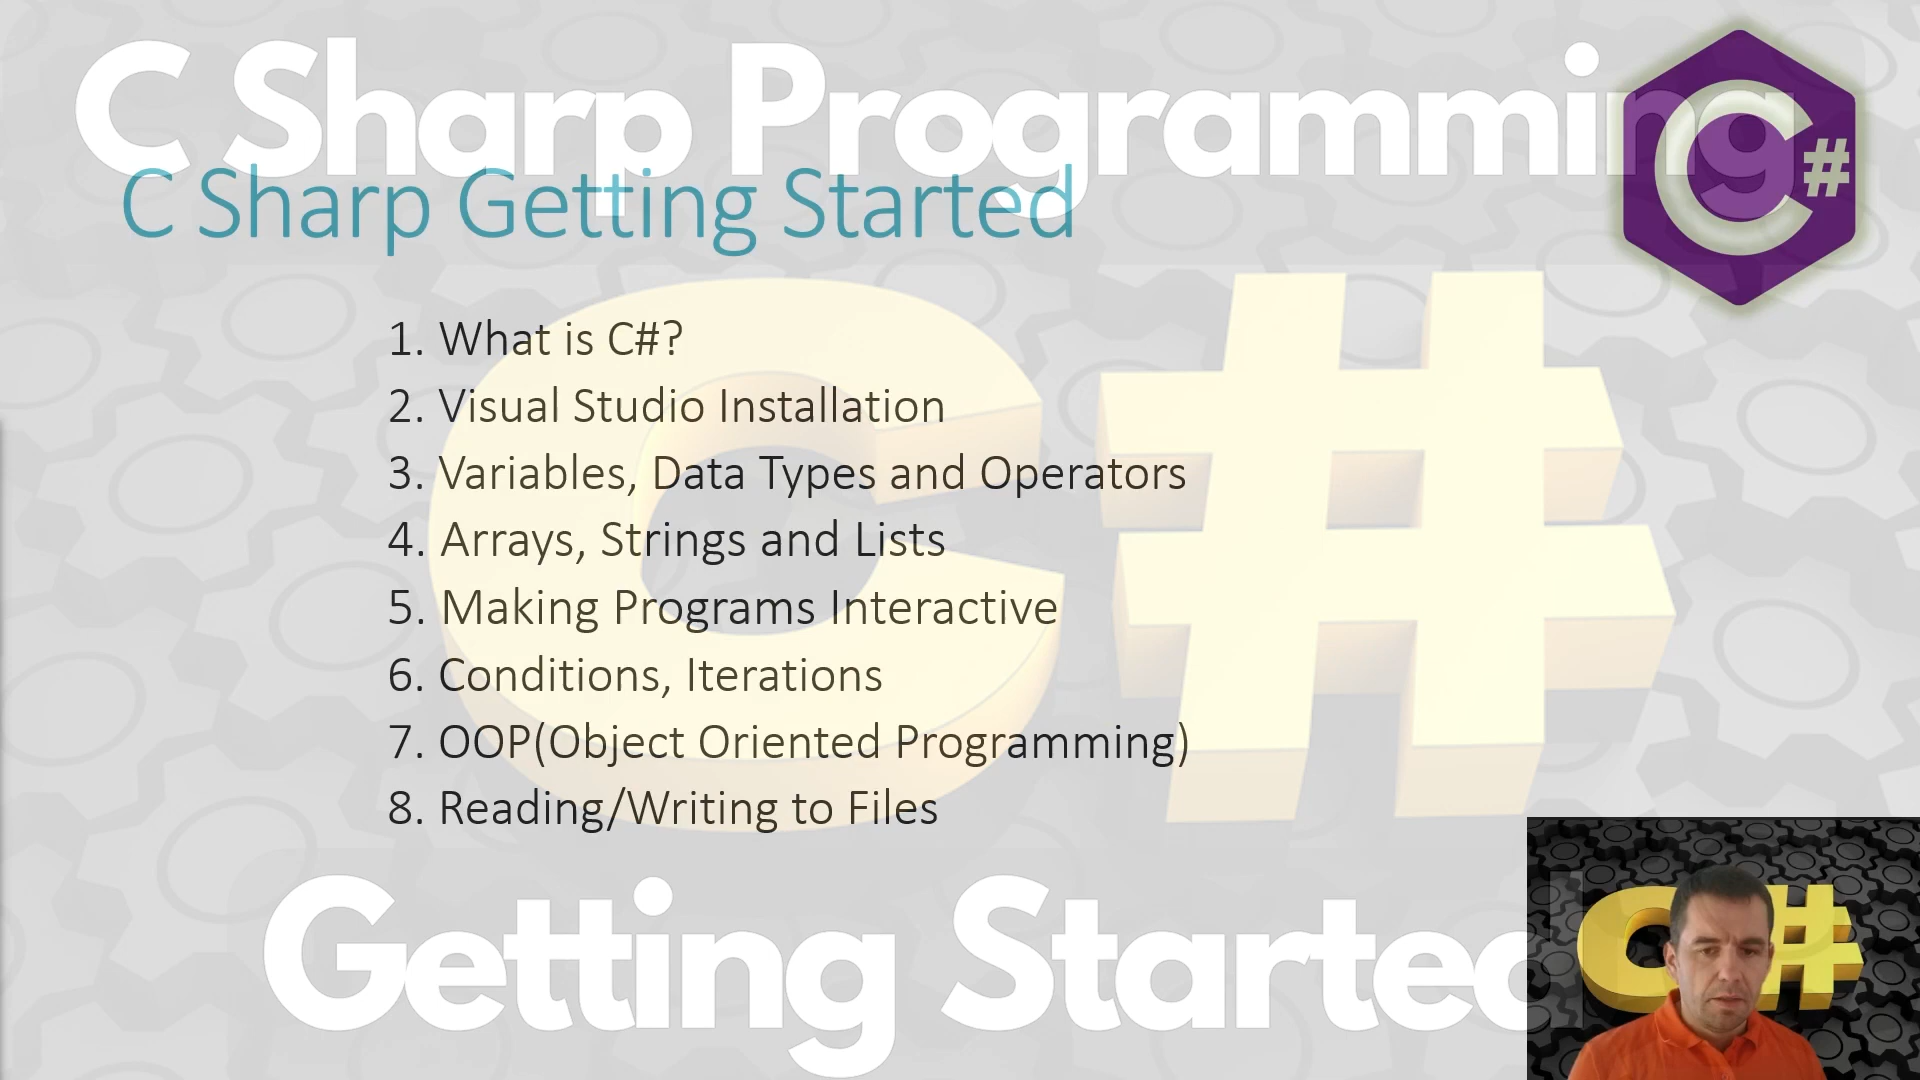 C Sharp Programming
C#
C Sharp Getting Started
C#
1. What is C#?
2. Visual Studio Installation
3. Variables, Data Types and Operators
4. Arrays, Strings and Lists
5. Making Programs Interactive
6. Conditions, Iterations
7. OOP(Object Oriented Programming)
8. Reading/Writing to Files
Getting Started
C#